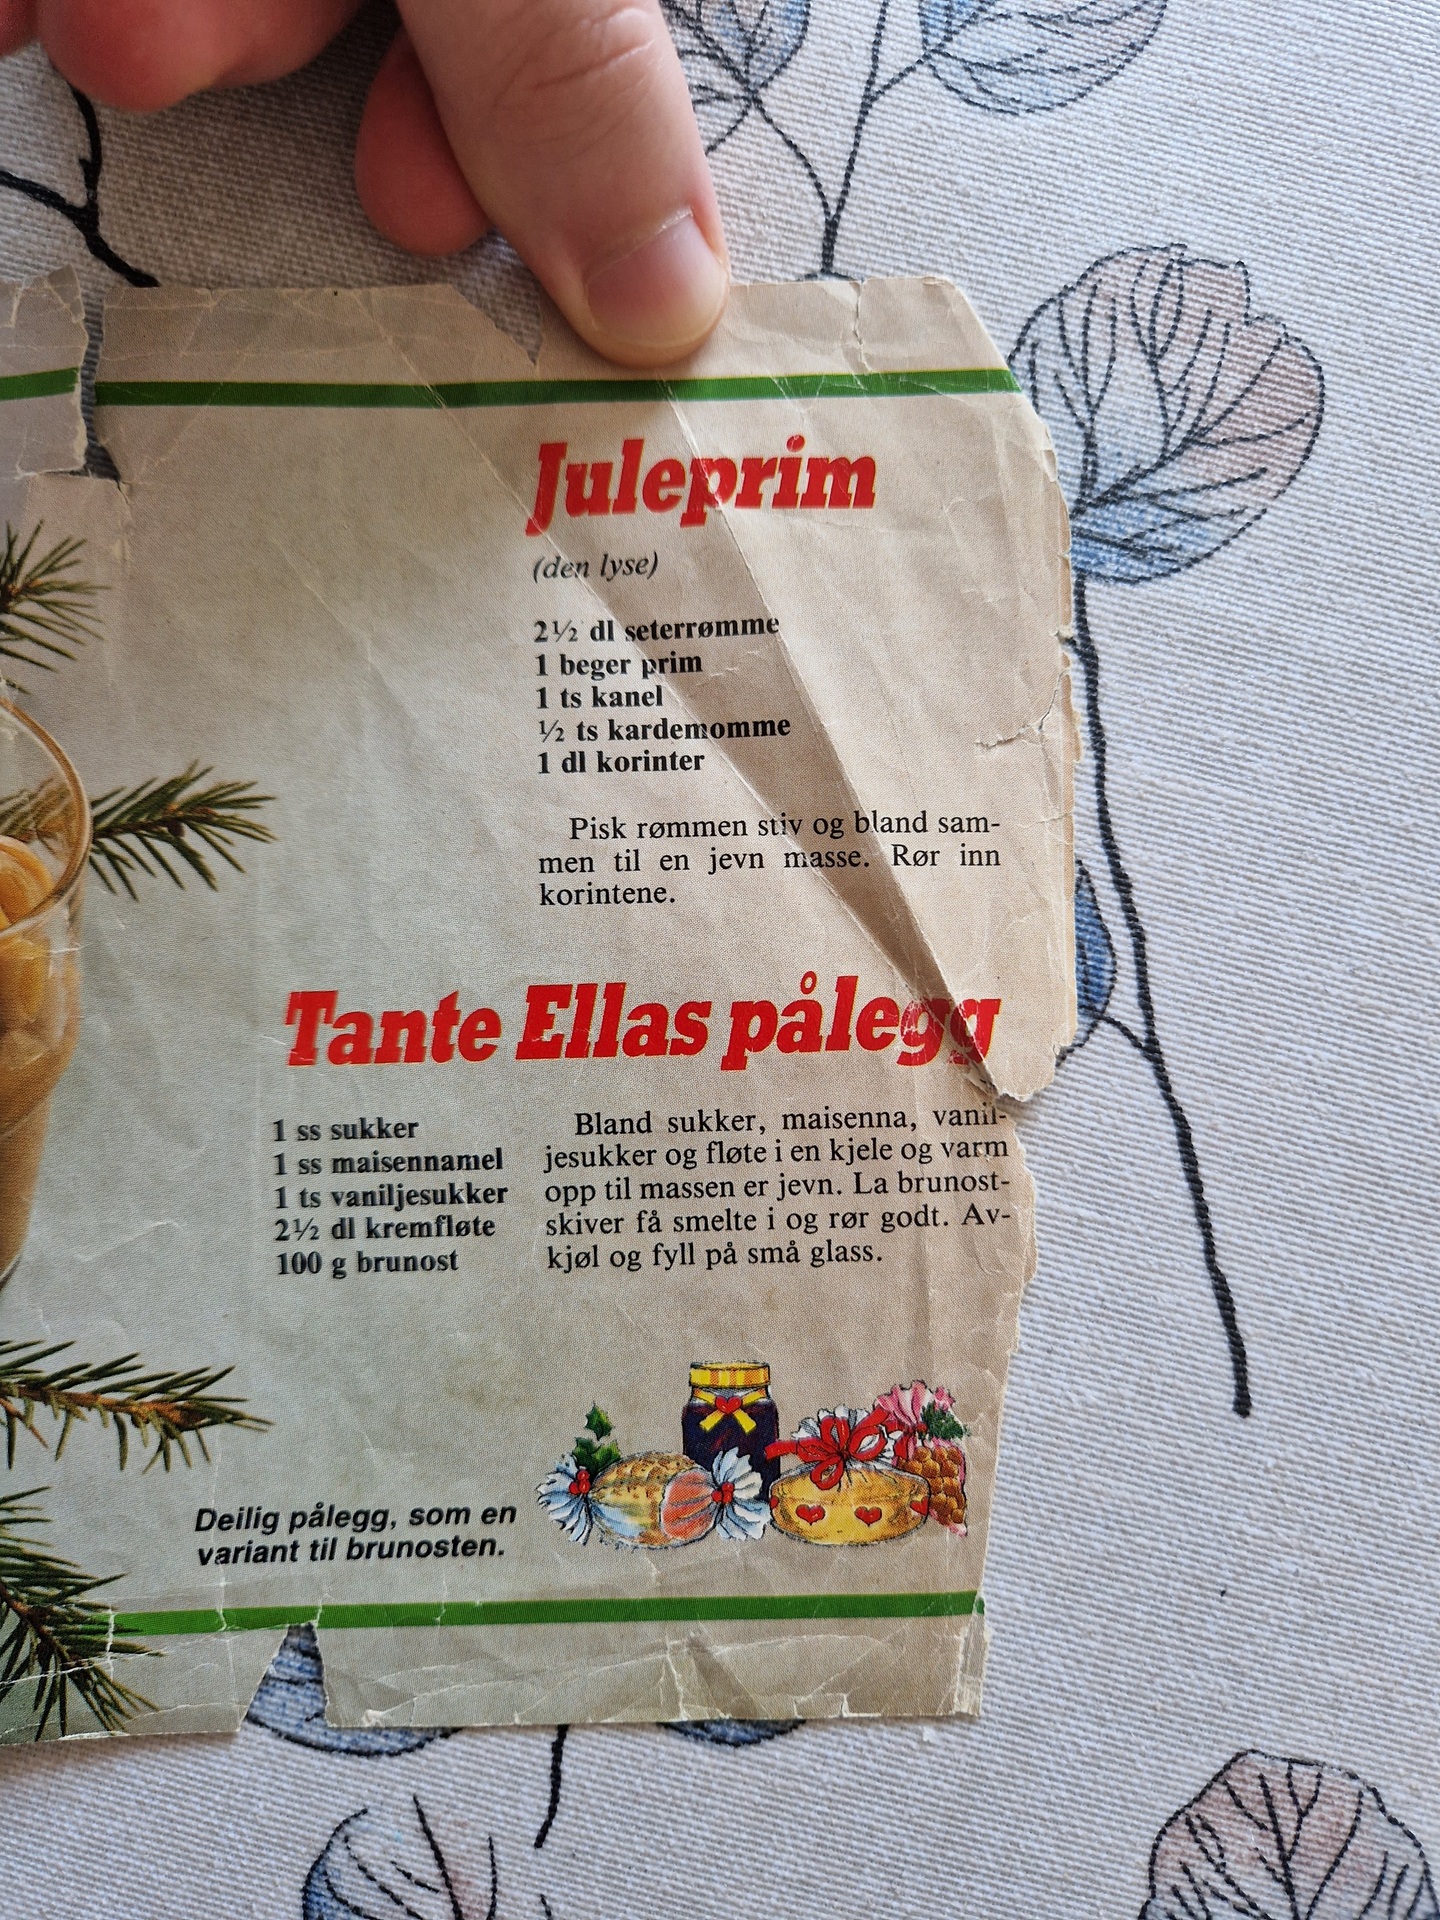 Juleprim
(den lyse)
2½ dl seterrømme
1 beger prim
1 ts kanel
½ ts kardemomme
1 dl korinter
Pisk rømmen stiv og bland sam-
men til en jevn masse. Rør inn
korintene.
Tante Ellas pålegg
1 ss sukker
1 ss maisennamel
1 ts vaniljesukker
2½ dl kremfløte
100 g brunost
Bland sukker, maisenna, vanil-
jesukker og fløte i en kjele og varm
opp til massen er jevn. La brunost-
skiver få smelte i og rør godt. Av-
kjøl og fyll på små glass.
Deilig pålegg, som en
variant til brunosten.